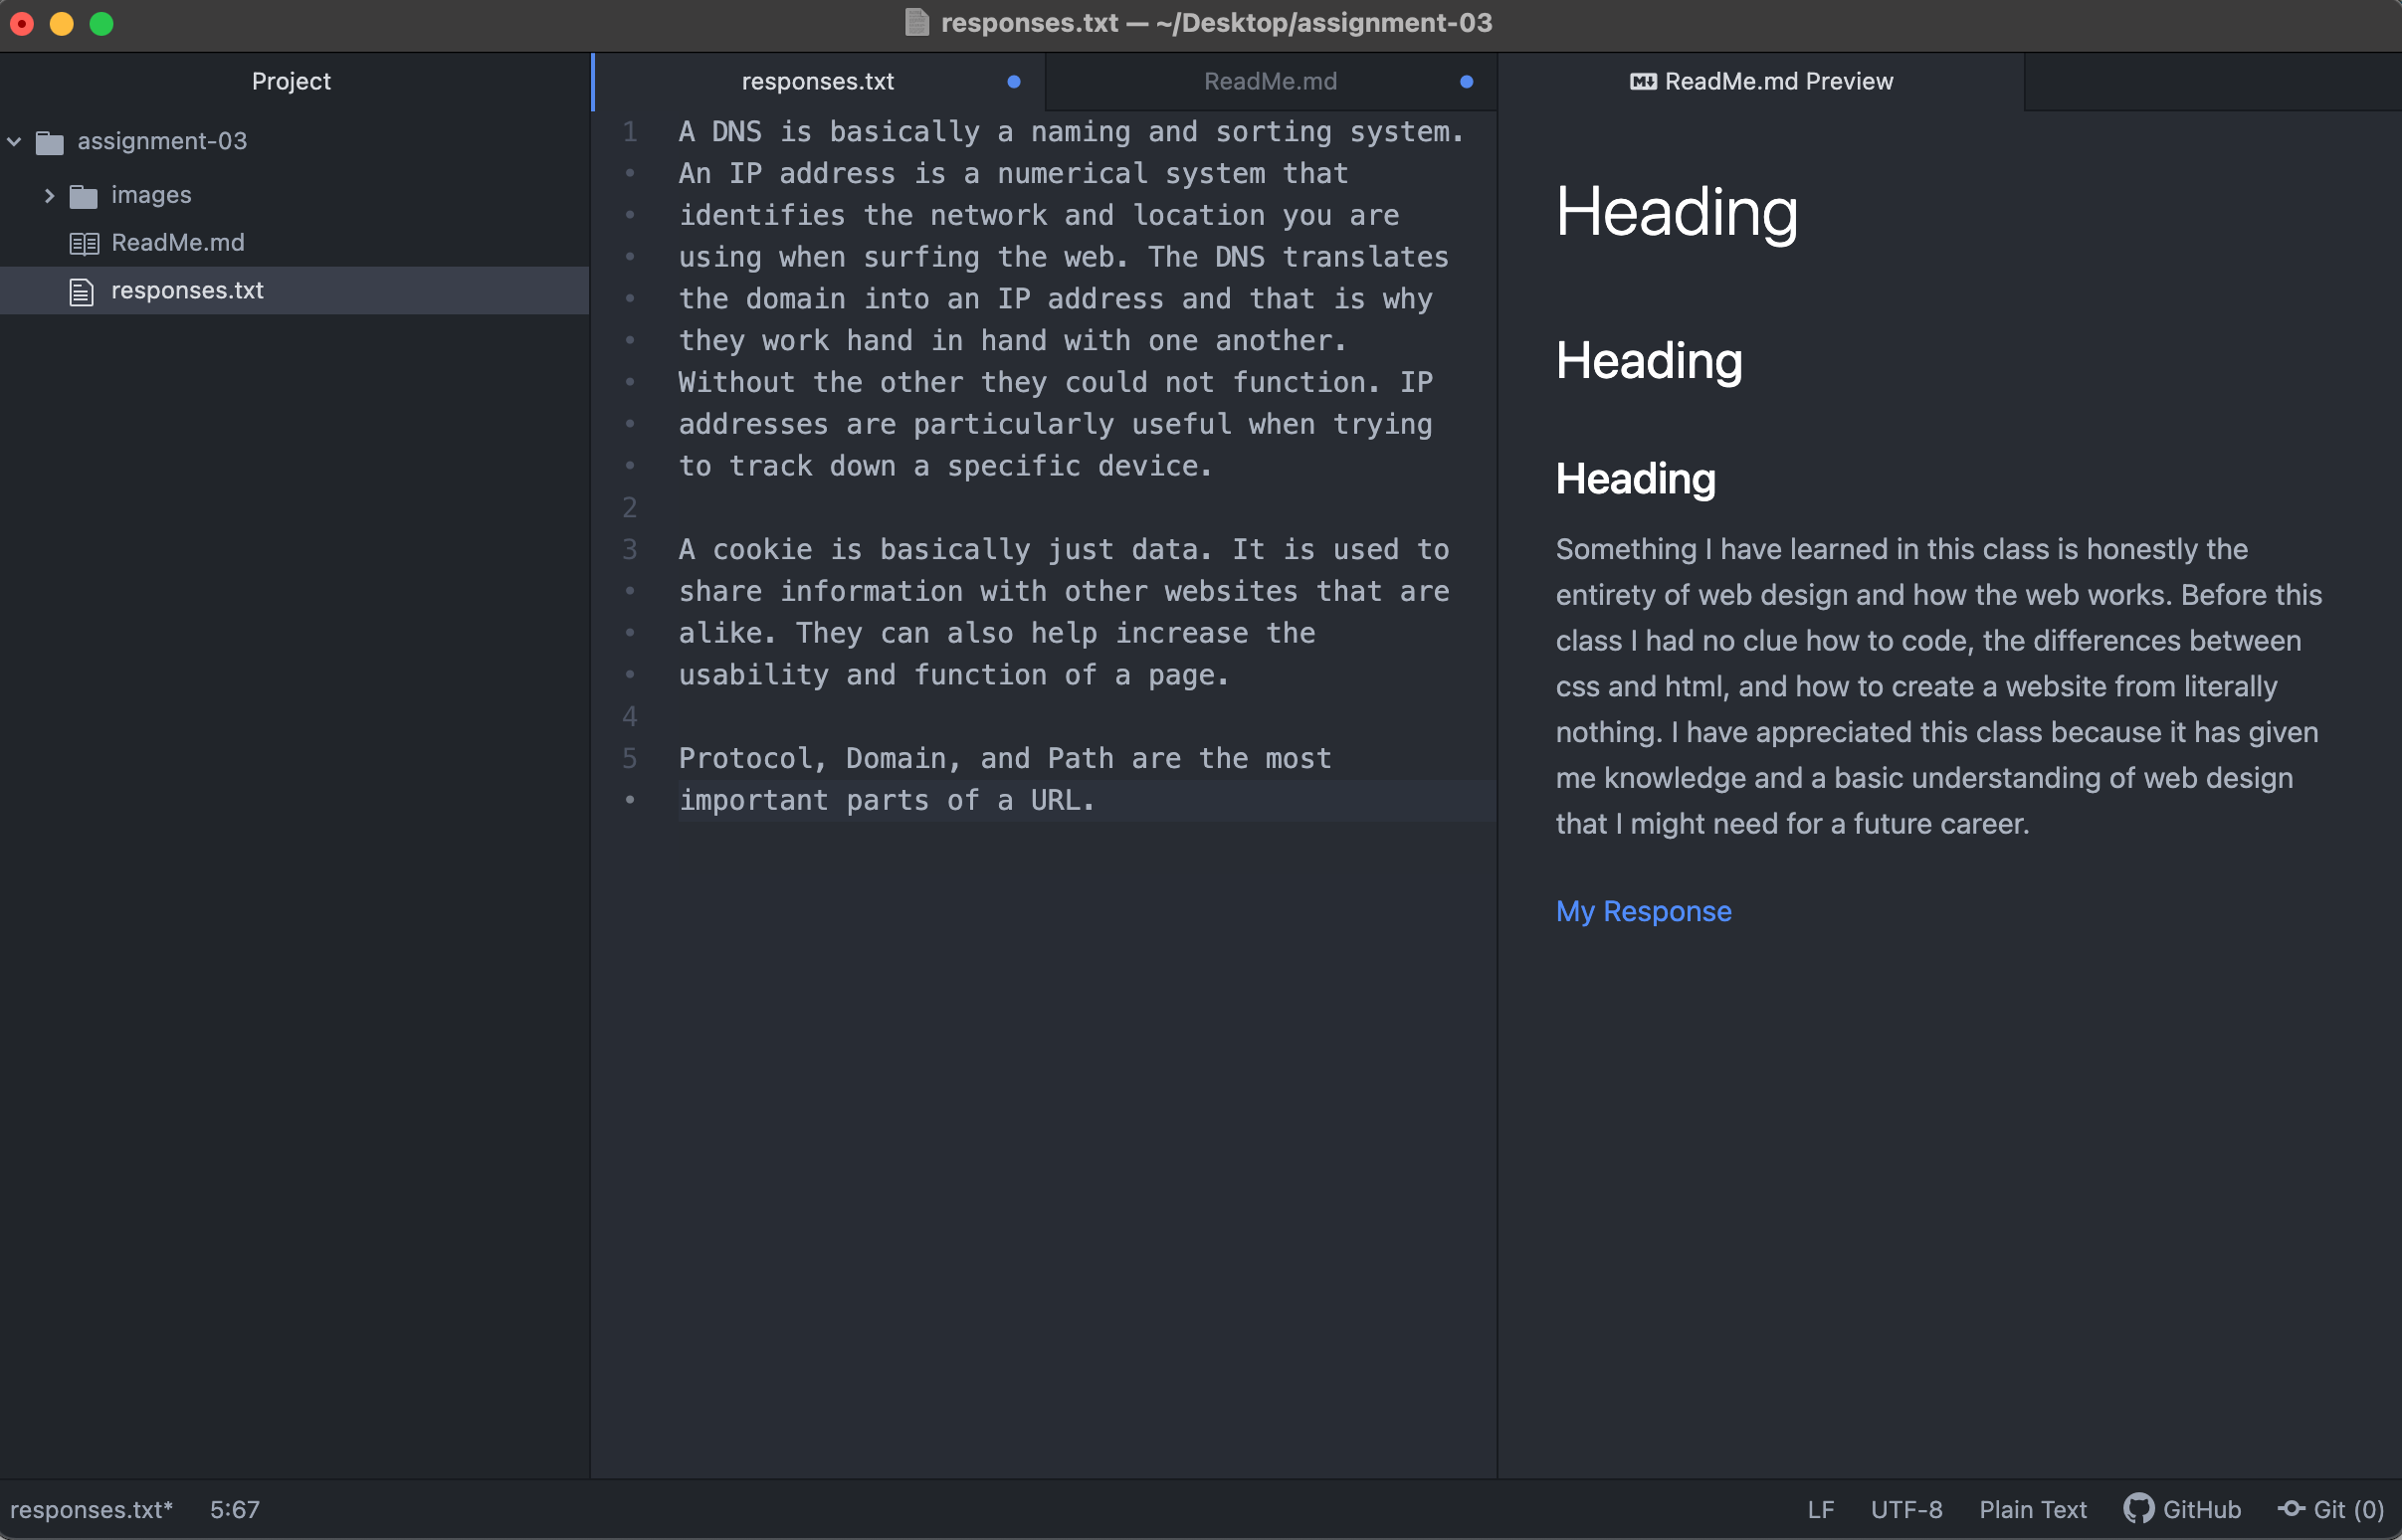 responses.txt — ~/Desktop/assignment-03
Project
responses.txt
ReadMe.md
ReadMe.md Preview
assignment-03
images
ReadMe.md
responses.txt
1 A DNS is basically a naming and sorting system.
• An IP address is a numerical system that
• identifies the network and location you are
• using when surfing the web. The DNS translates
• the domain into an IP address and that is why
• they work hand in hand with one another.
• Without the other they could not function. IP
• addresses are particularly useful when trying
• to track down a specific device.
2
3 A cookie is basically just data. It is used to
• share information with other websites that are
• alike. They can also help increase the
• usability and function of a page.
4
5 Protocol, Domain, and Path are the most
• important parts of a URL.
Heading
Heading
Heading
Something I have learned in this class is honestly the
entirety of web design and how the web works. Before this
class I had no clue how to code, the differences between
css and html, and how to create a website from literally
nothing. I have appreciated this class because it has given
me knowledge and a basic understanding of web design
that I might need for a future career.
My Response
responses.txt* 5:67
LF UTF-8 Plain Text GitHub Git (0)